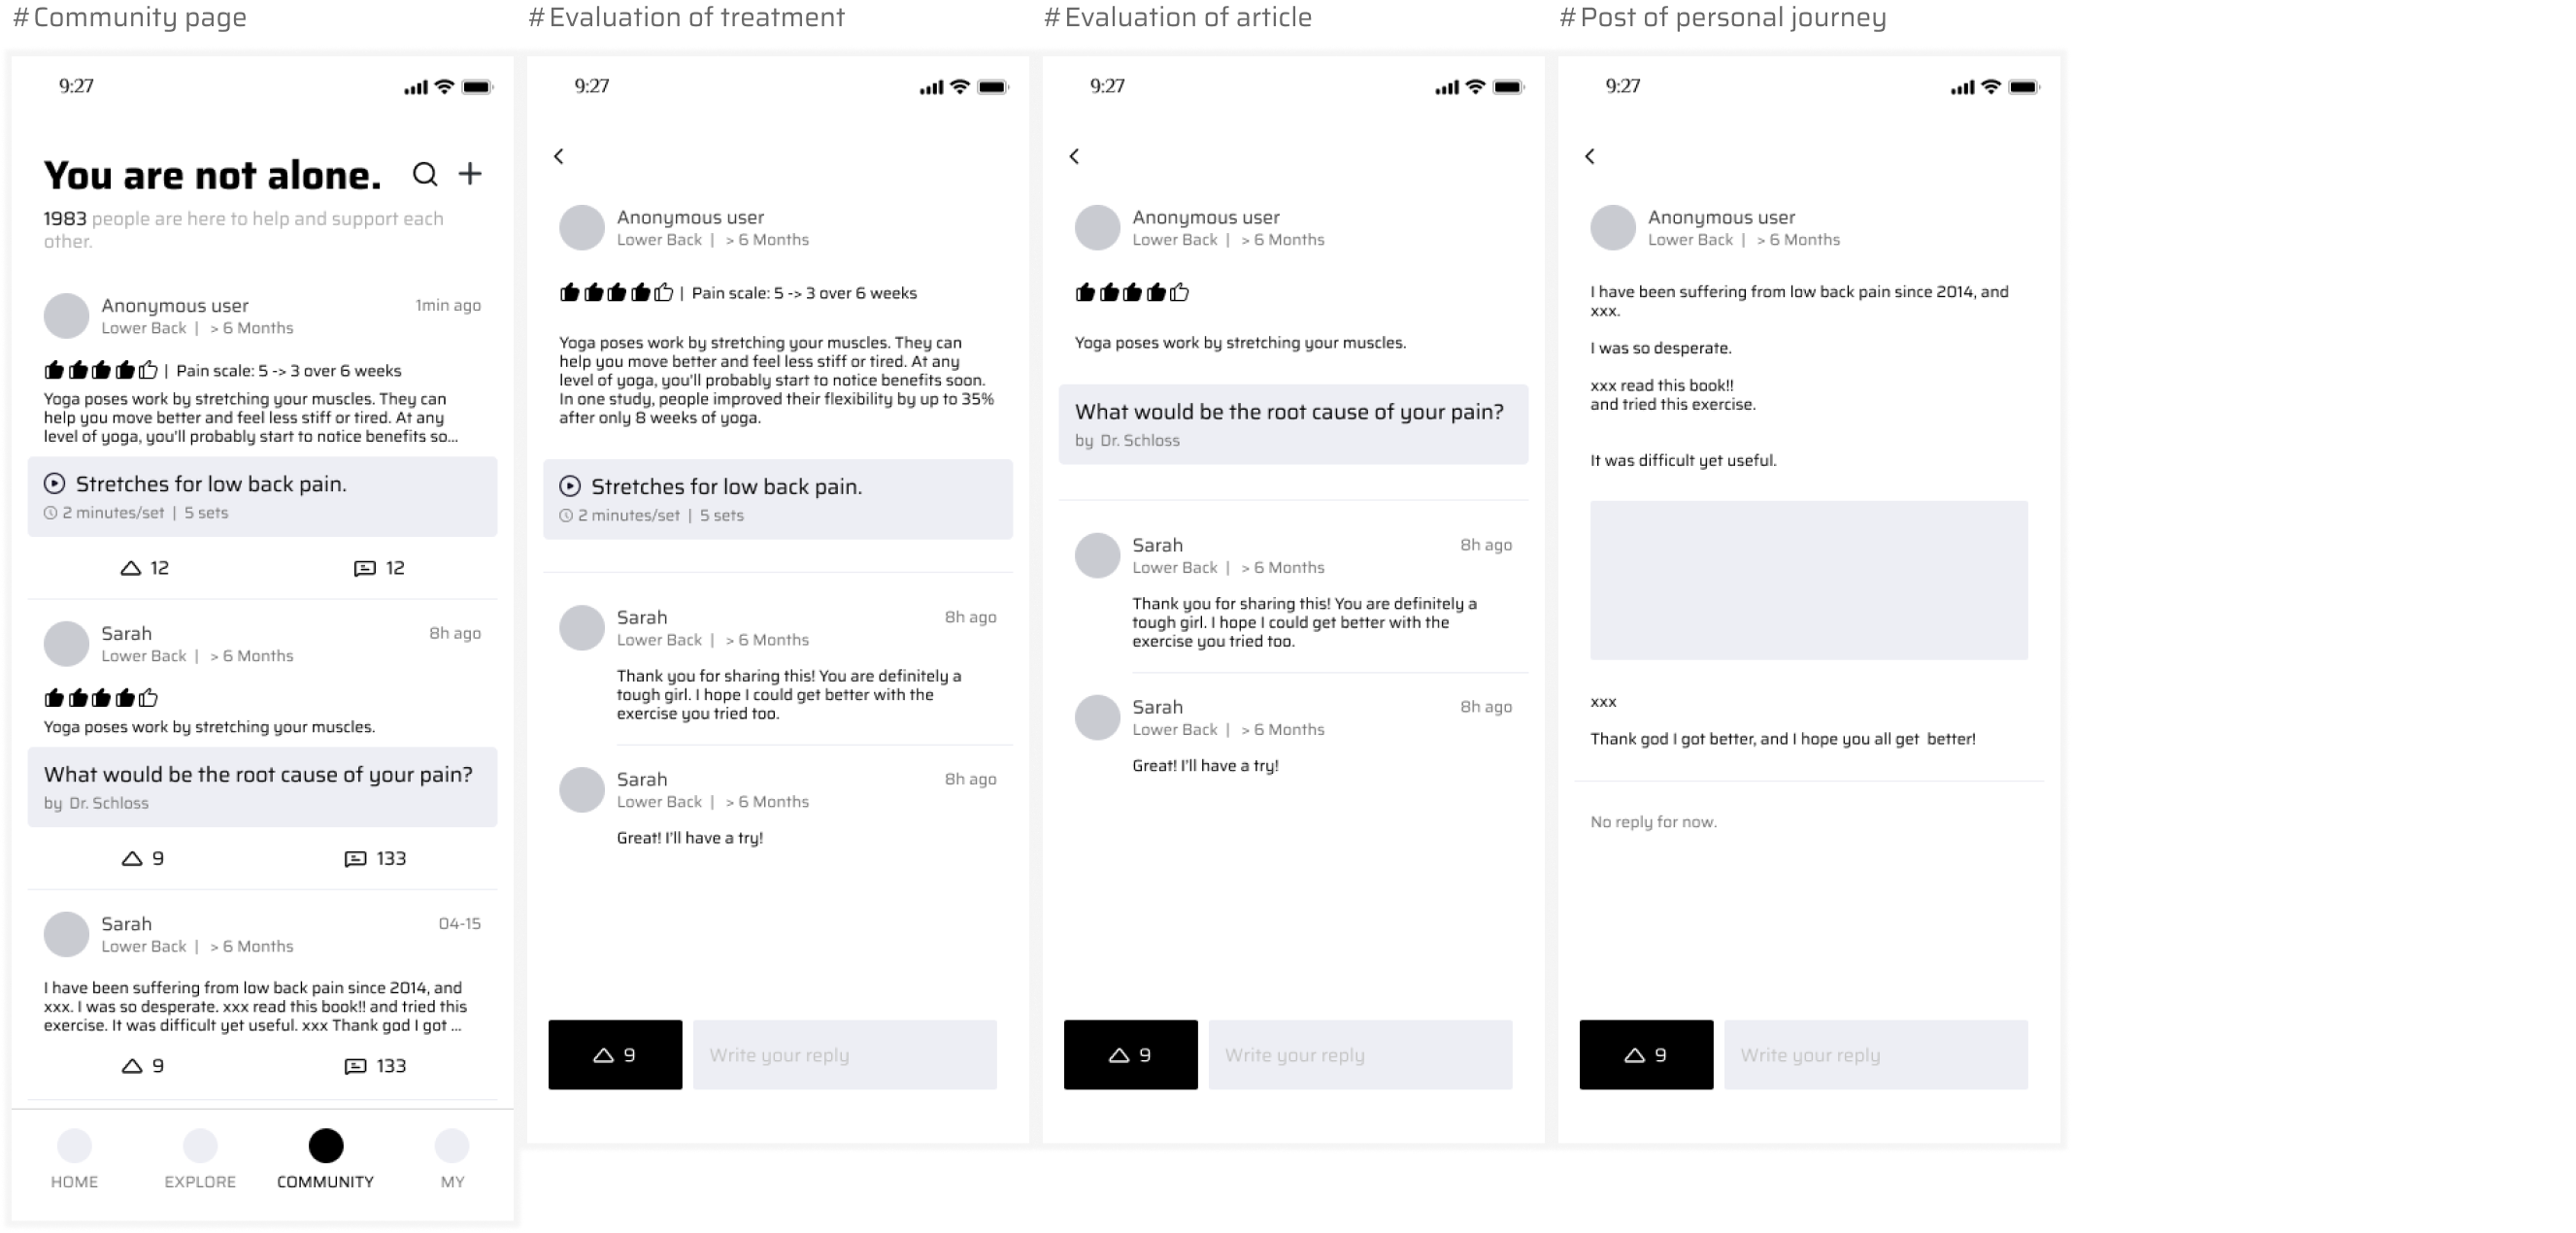 # Community page
9:27
You are not alone.
1983 people are here to help and support each
other.
Anonymous user
1min ago
Lower Back | > 6 Months
| Pain scale: 5 -> 3 over 6 weeks
Yoga poses work by stretching your muscles. They can
help you move better and feel less stiff or tired. At any
level of yoga, you'll probably start to notice benefits so...
Stretches for low back pain.
2 minutes/set | 5 sets
12
12
Sarah
8h ago
Lower Back | > 6 Months
Yoga poses work by stretching your muscles.
What would be the root cause of your pain?
by Dr. Schloss
9
133
Sarah
04-15
Lower Back | > 6 Months
I have been suffering from low back pain since 2014, and
xxx. I was so desperate. xxx read this book!! and tried this
exercise. It was difficult yet useful. xxx Thank god I got ...
9
133
HOME
EXPLORE
COMMUNITY
MY
# Evaluation of treatment
9:27
Anonymous user
Lower Back | > 6 Months
| Pain scale: 5 -> 3 over 6 weeks
Yoga poses work by stretching your muscles. They can
help you move better and feel less stiff or tired. At any
level of yoga, you'll probably start to notice benefits soon.
In one study, people improved their flexibility by up to 35%
after only 8 weeks of yoga.
Stretches for low back pain.
2 minutes/set | 5 sets
Sarah
8h ago
Lower Back | > 6 Months
Thank you for sharing this! You are definitely a
tough girl. I hope I could get better with the
exercise you tried too.
Sarah
8h ago
Lower Back | > 6 Months
Great! I'll have a try!
9
Write your reply
# Evaluation of article
9:27
Anonymous user
Lower Back | > 6 Months
Yoga poses work by stretching your muscles.
What would be the root cause of your pain?
by Dr. Schloss
Sarah
8h ago
Lower Back | > 6 Months
Thank you for sharing this! You are definitely a
tough girl. I hope I could get better with the
exercise you tried too.
Sarah
8h ago
Lower Back | > 6 Months
Great! I'll have a try!
9
Write your reply
# Post of personal journey
9:27
Anonymous user
Lower Back | > 6 Months
I have been suffering from low back pain since 2014, and
xxx.
I was so desperate.
xxx read this book!!
and tried this exercise.
It was difficult yet useful.
xxx
Thank god I got better, and I hope you all get better!
No reply for now.
9
Write your reply